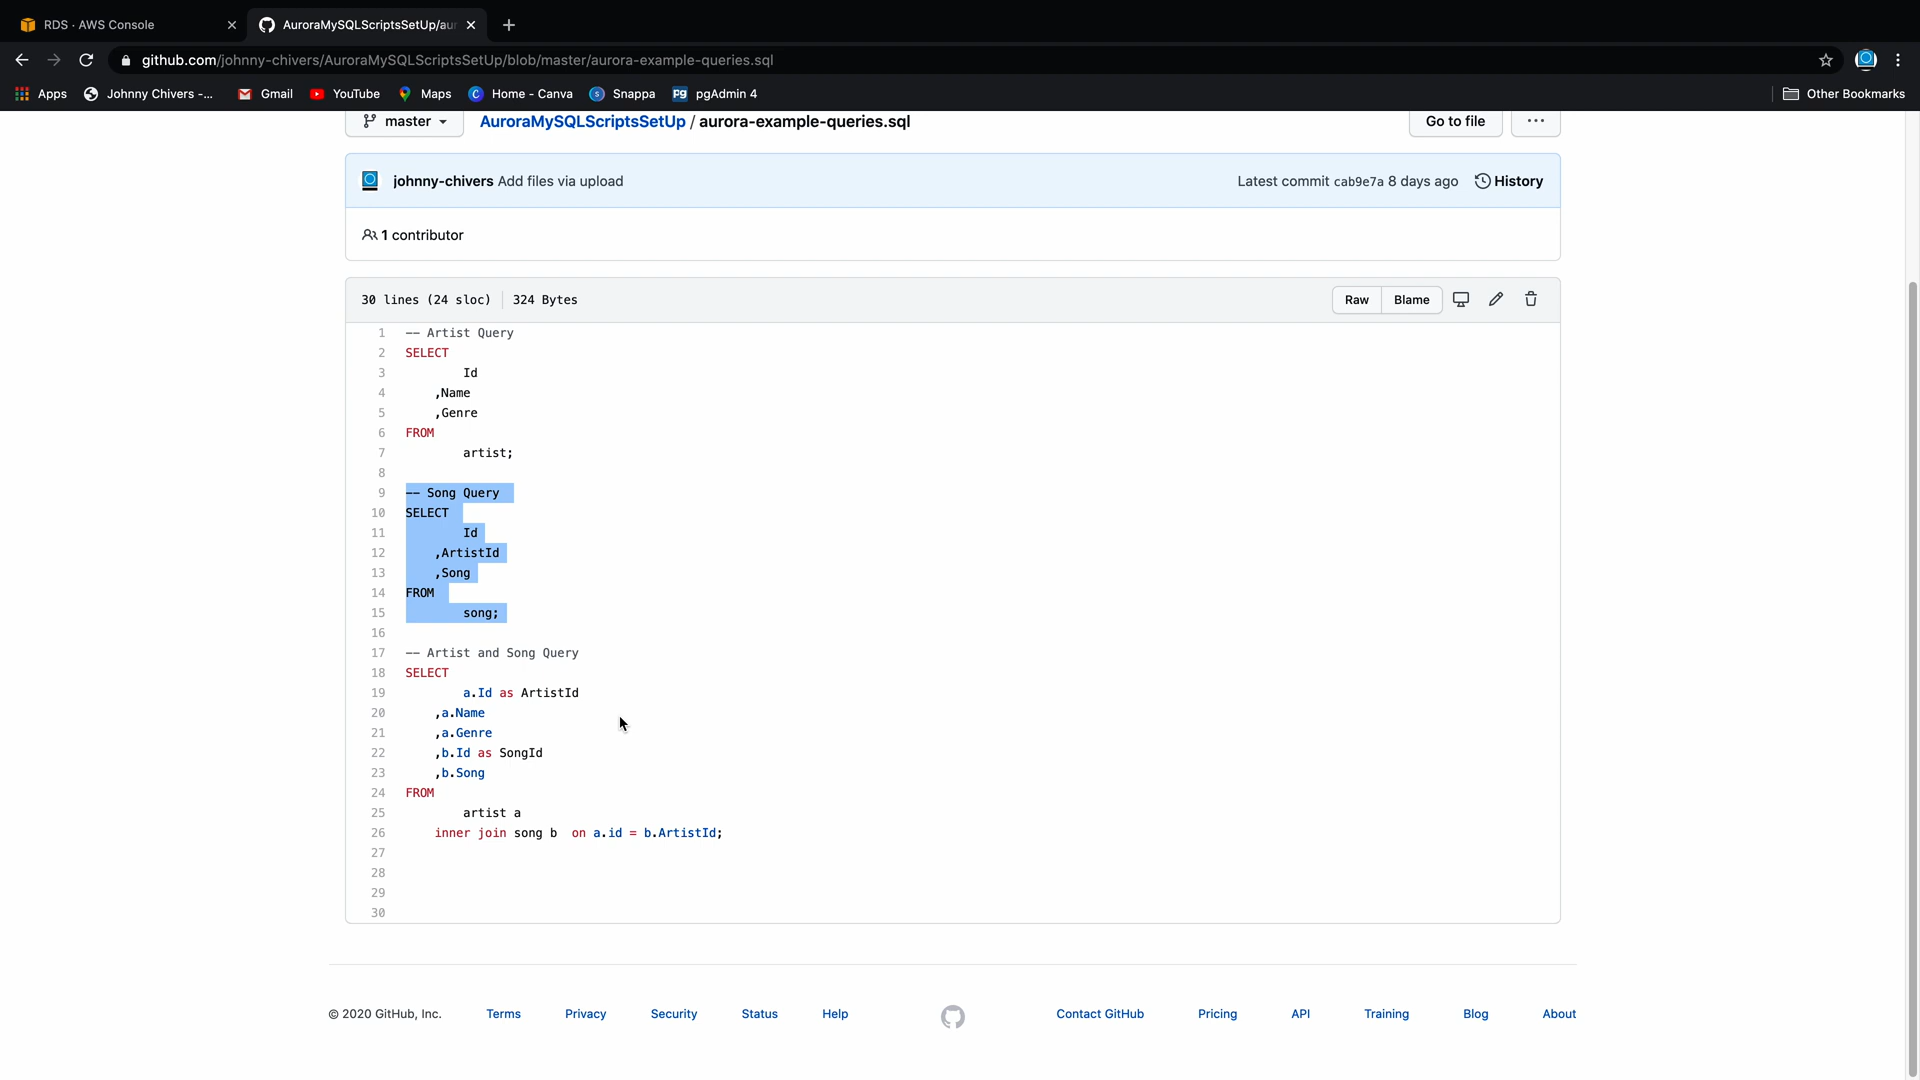 RDS · AWS Console
AuroraMySQLScriptsSetUp/aur
github.com/johnny-chivers/AuroraMySQLScriptsSetUp/blob/master/aurora-example-queries.sql
Apps
Johnny Chivers -...
Gmail
YouTube
Maps
Home - Canva
Snappa
pgAdmin 4
Other Bookmarks
master
AuroraMySQLScriptsSetUp / aurora-example-queries.sql
Go to file
...
johnny-chivers Add files via upload
Latest commit cab9e7a 8 days ago
History
1 contributor
30 lines (24 sloc)
324 Bytes
Raw
Blame
1 -- Artist Query
2 SELECT
3 Id
4 ,Name
5 ,Genre
6 FROM
7 artist;
8
9 -- Song Query
10 SELECT
11 Id
12 ,ArtistId
13 ,Song
14 FROM
15 song;
16
17 -- Artist and Song Query
18 SELECT
19 a.Id as ArtistId
20 ,a.Name
21 ,a.Genre
22 ,b.Id as SongId
23 ,b.Song
24 FROM
25 artist a
26 inner join song b on a.id = b.ArtistId;
27
28
29
30
© 2020 GitHub, Inc.
Terms
Privacy
Security
Status
Help
Contact GitHub
Pricing
API
Training
Blog
About